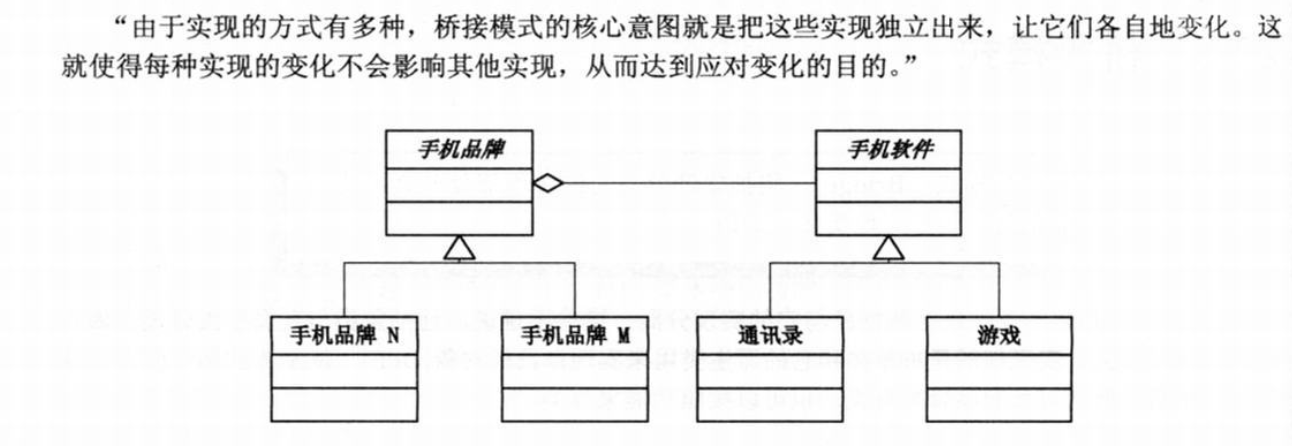 “由于实现的方式有多种，桥接模式的核心意图就是把这些实现独立出来，让它们各自地变化。这
就使得每种实现的变化不会影响其他实现，从而达到应对变化的目的。”
手机品牌
手机软件
手机品牌 N
手机品牌 M
通讯录
游戏